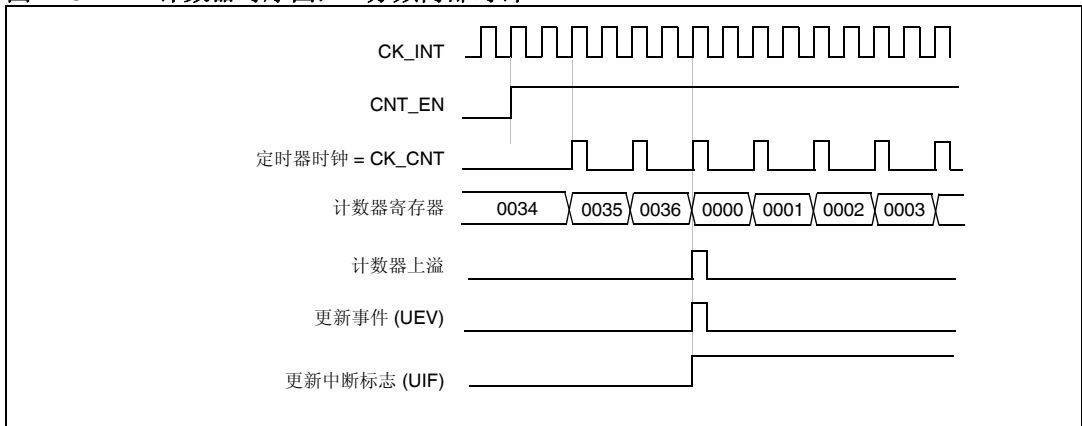 CK_INT
CNT_EN
定时器时钟 = CK_CNT
计数器寄存器 0034 0035 0036 0000 0001 0002 0003
计数器上溢
更新事件 (UEV)
更新中断标志 (UIF)